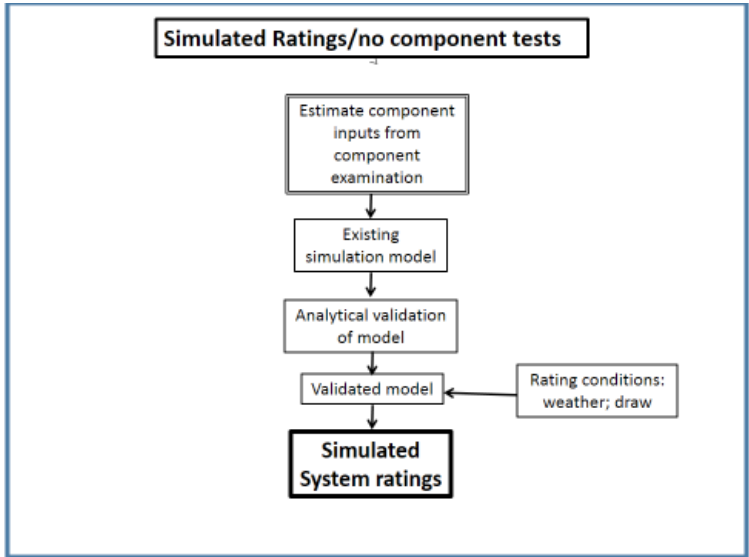 Simulated Ratings/no component tests
Estimate component
inputs from
component
examination
Existing
simulation model
Analytical validation
of model
Validated model
Rating conditions:
weather; draw
Simulated
System ratings